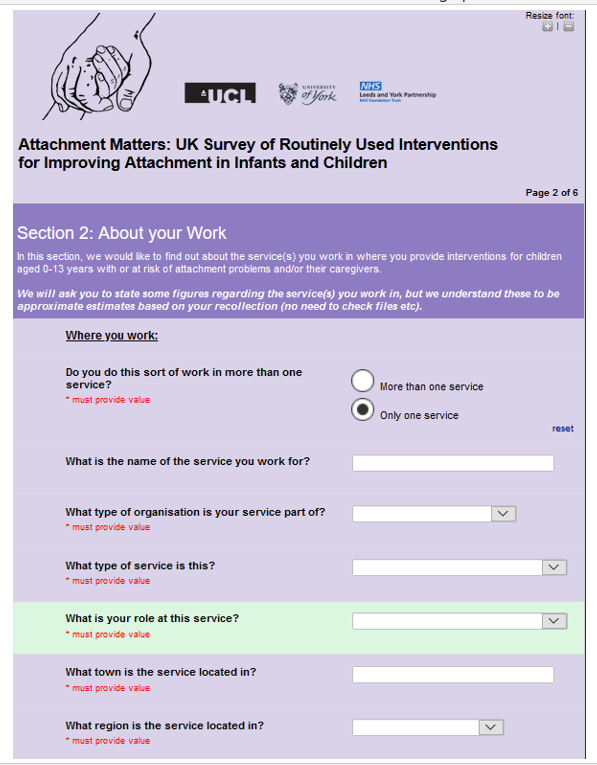 Resize font:
+ | −
UCL
UNIVERSITY
of York
NHS
Leeds and York Partnership
NHS Foundation Trust
Attachment Matters: UK Survey of Routinely Used Interventions
for Improving Attachment in Infants and Children
Page 2 of 6
Section 2: About your Work
In this section, we would like to find out about the service(s) you work in where you provide interventions for children
aged 0-13 years with or at risk of attachment problems and/or their caregivers.
We will ask you to state some figures regarding the service(s) you work in, but we understand these to be
approximate estimates based on your recollection (no need to check files etc).
Where you work:
Do you do this sort of work in more than one
service?
* must provide value
More than one service
Only one service
reset
What is the name of the service you work for?
What type of organisation is your service part of?
* must provide value
What type of service is this?
* must provide value
What is your role at this service?
* must provide value
What town is the service located in?
* must provide value
What region is the service located in?
* must provide value